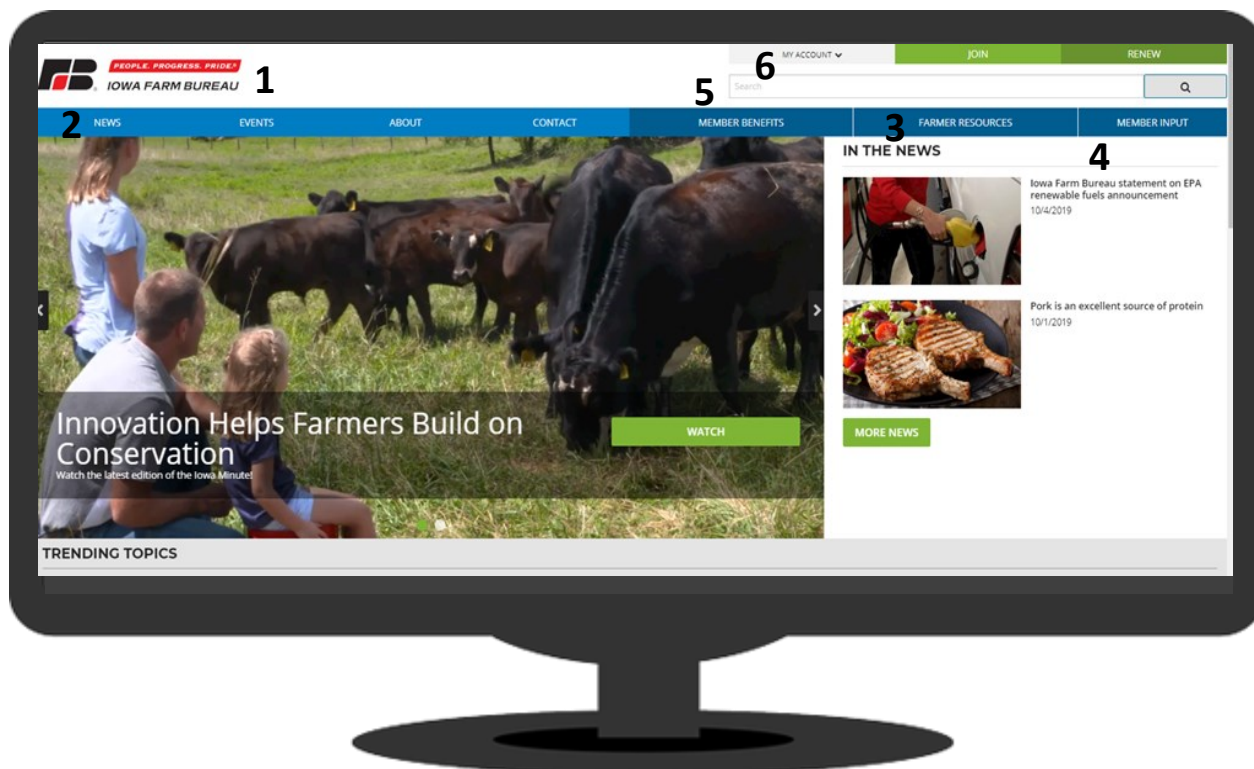 PEOPLE. PROGRESS. PRIDE.®
IOWA FARM BUREAU
1
MY ACCOUNT
6
JOIN
RENEW
5
Search
2
NEWS
EVENTS
ABOUT
CONTACT
MEMBER BENEFITS
3
FARMER RESOURCES
MEMBER INPUT
IN THE NEWS
4
Iowa Farm Bureau statement on EPA
renewable fuels announcement
10/4/2019
Pork is an excellent source of protein
10/1/2019
MORE NEWS
Innovation Helps Farmers Build on
Conservation
Watch the latest edition of the Iowa Minute!
WATCH
TRENDING TOPICS